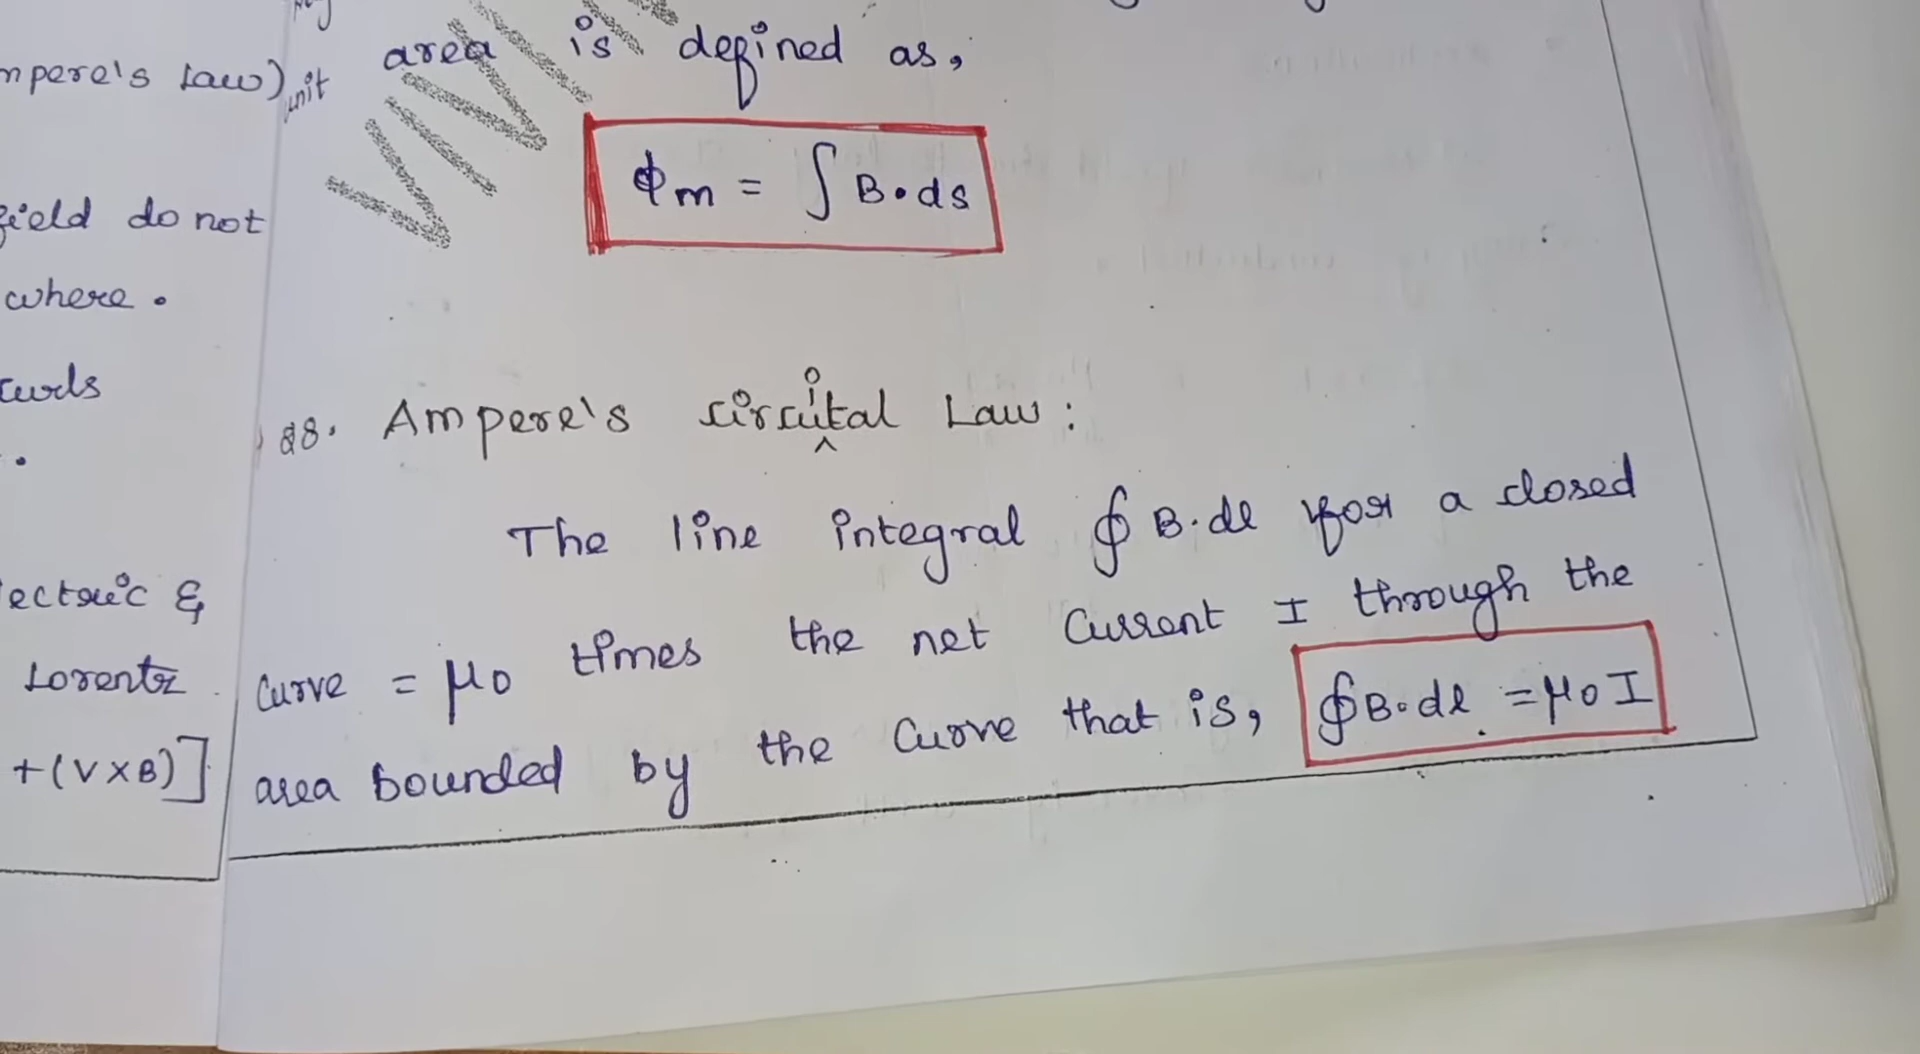 mpere's Law)
field do not
where.
curls
ectric &
Lorentz
+(V×B)]
unit area is defined as,
ϕm = ∫ B.ds
28. Ampere's circuital Law:
The line integral ∮ B.dl for a closed
curve = μ0 times the net current I through the
area bounded by the curve that is, ∮B.dl = μ0 I